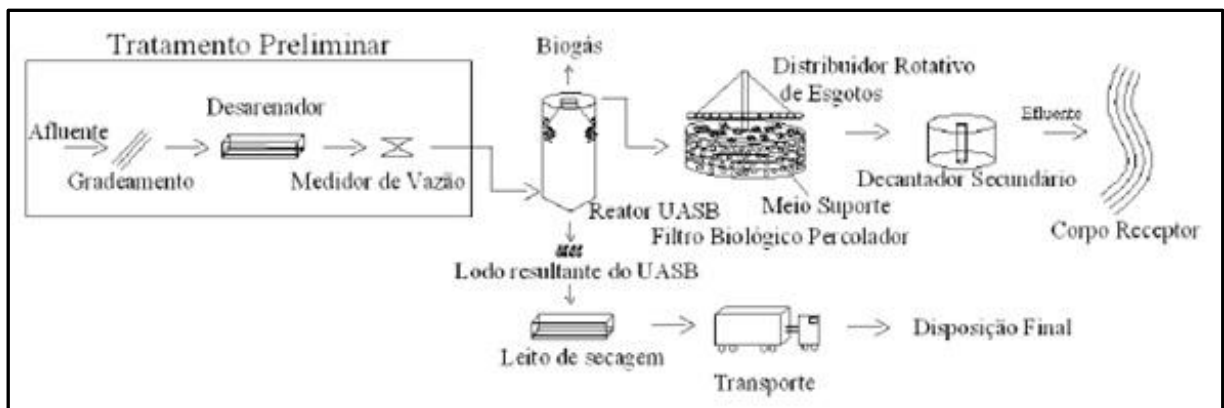 Tratamento Preliminar
Biogás
Distribuidor Rotativo
de Esgotos
Desarenador
Afluente
Efluente
Gradeamento
Medidor de Vazão
Decantador Secundário
Meio Suporte
Reator UASB
Filtro Biológico Percolador
Corpo Receptor
Lodo resultante do UASB
Leito de secagem
Transporte
Disposição Final